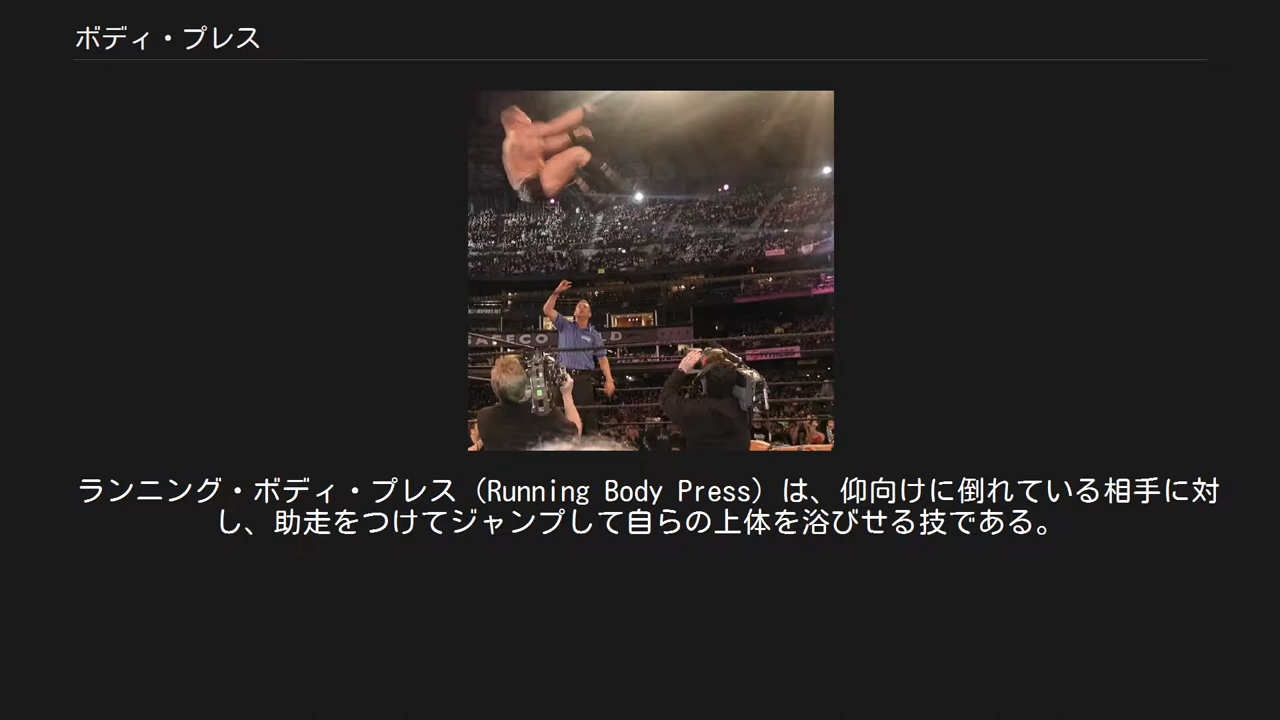 ボディ・プレス
ランニング・ボディ・プレス（Running Body Press）は、仰向けに倒れている相手に対
し、助走をつけてジャンプして自らの上体を浴びせる技である。